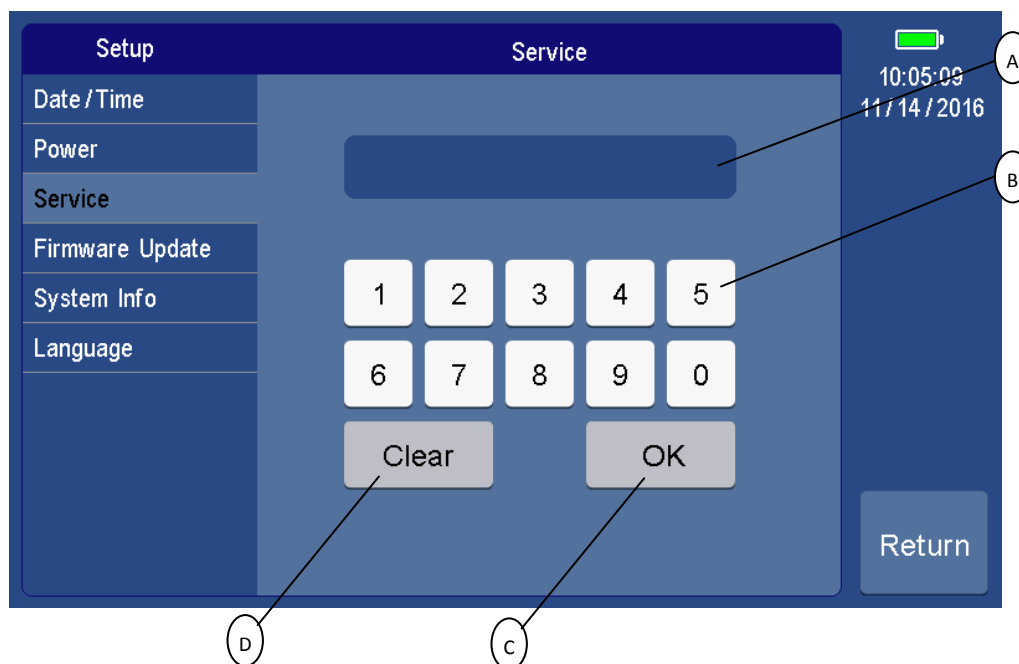 Setup
Service
10:05:09
11/14/2016
A
Date/Time
Power
Service
Firmware Update
System Info
Language
B
1 2 3 4 5
6 7 8 9 0
Clear
OK
Return
D
C